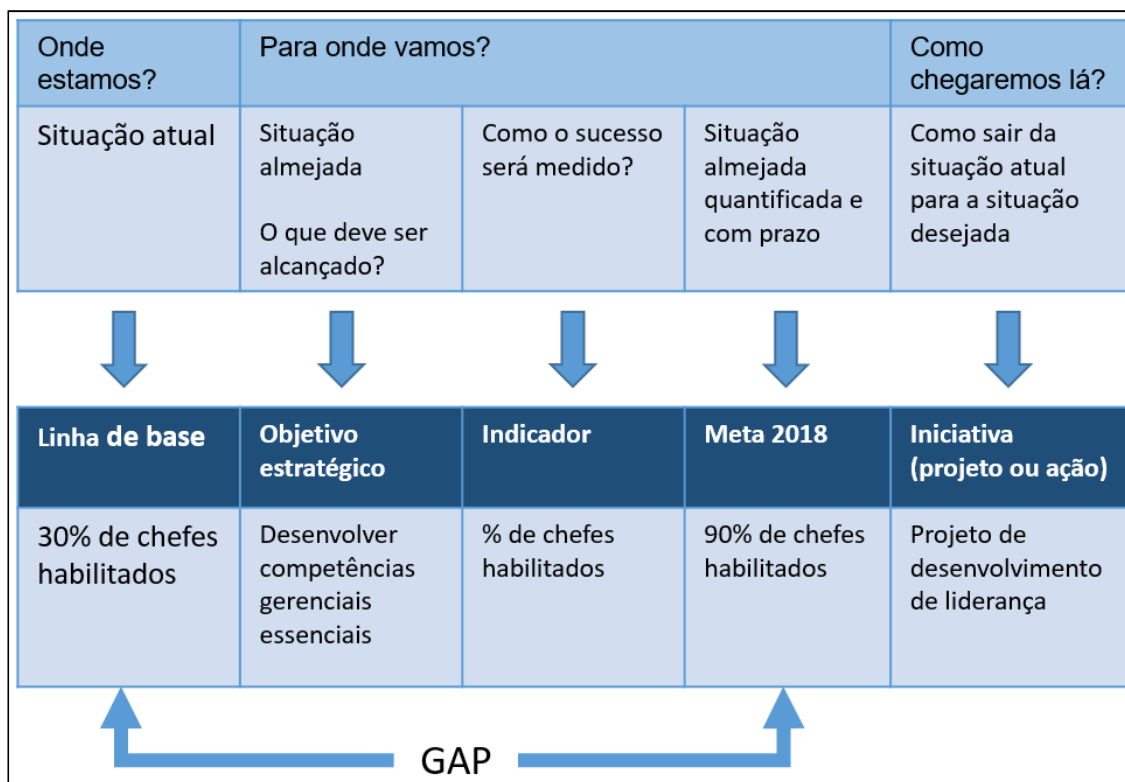 Onde
estamos?
Para onde vamos?
Como
chegaremos lá?
Situação atual
Situação
almejada
O que deve ser
alcançado?
Como o sucesso
será medido?
Situação
almejada
quantificada e
com prazo
Como sair da
situação atual
para a situação
desejada
Linha de base
Objetivo
estratégico
Indicador
Meta 2018
Iniciativa
(projeto ou ação)
30% de chefes
habilitados
Desenvolver
competências
gerenciais
essenciais
% de chefes
habilitados
90% de chefes
habilitados
Projeto de
desenvolvimento
de liderança
GAP